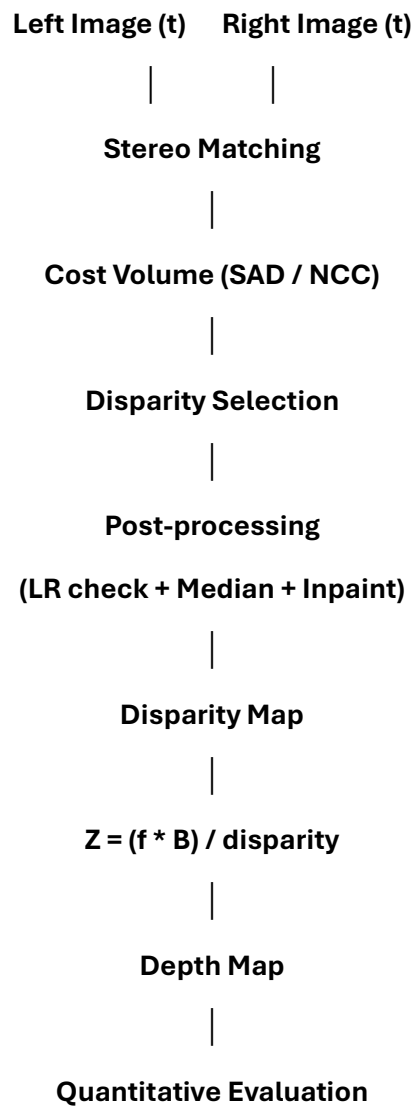 Left Image (t) Right Image (t)
Stereo Matching
Cost Volume (SAD / NCC)
Disparity Selection
Post-processing
(LR check + Median + Inpaint)
Disparity Map
Z = (f * B) / disparity
Depth Map
Quantitative Evaluation